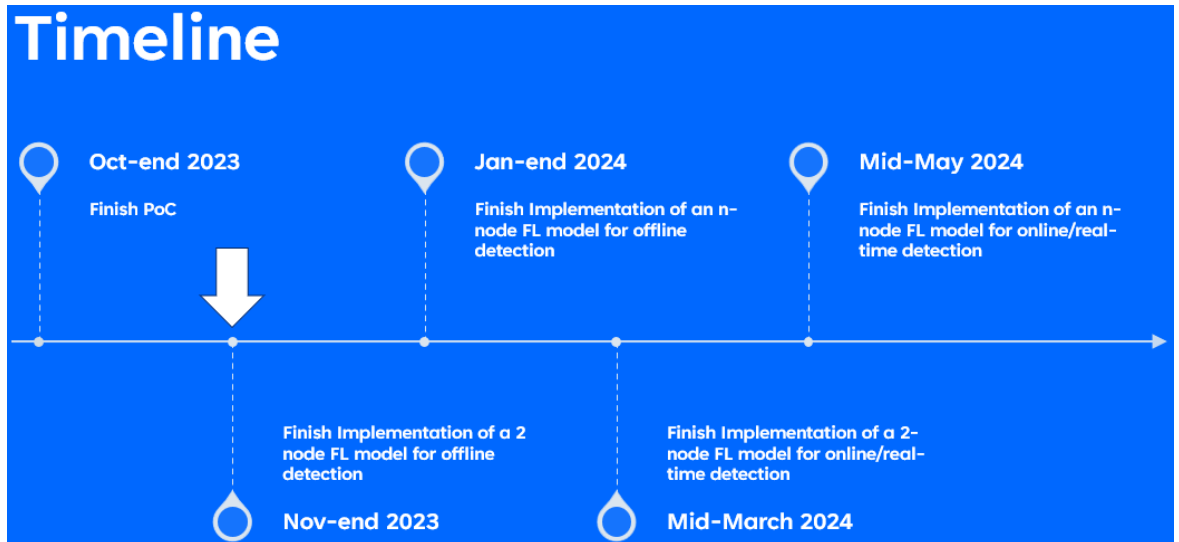 Timeline
Oct-end 2023
Finish PoC
Jan-end 2024
Finish Implementation of an n-
node FL model for offline
detection
Mid-May 2024
Finish Implementation of an n-
node FL model for online/real-
time detection
Finish Implementation of a 2
node FL model for offline
detection
Nov-end 2023
Finish Implementation of a 2-
node FL model for online/real-
time detection
Mid-March 2024